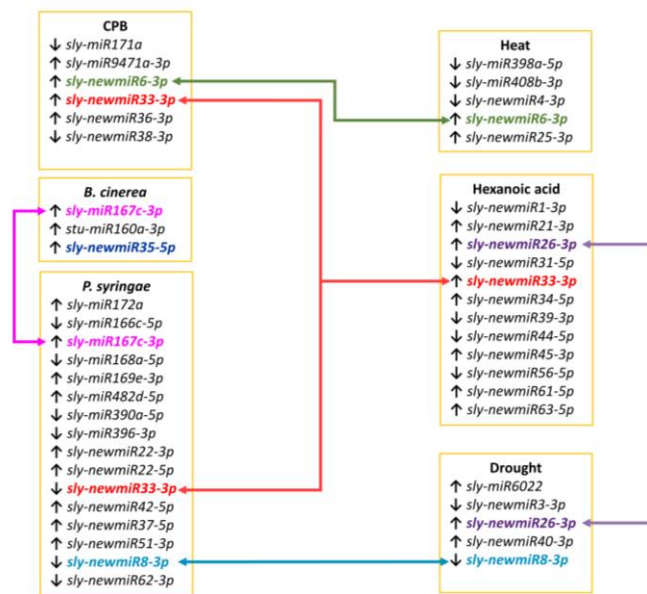 CPB
↓ sly-miR171a
↑ sly-miR9471a-3p
↑ sly-newmiR6-3p
↑ sly-newmiR33-3p
↑ sly-newmiR36-3p
↓ sly-newmiR38-3p
B. cinerea
↑ sly-miR167c-3p
↑ stu-miR160a-3p
↑ sly-newmiR35-5p
P. syringae
↑ sly-miR172a
↓ sly-miR166c-5p
↑ sly-miR167c-3p
↓ sly-miR168a-5p
↑ sly-miR169e-3p
↑ sly-miR482d-5p
↓ sly-miR390a-5p
↓ sly-miR396-3p
↑ sly-newmiR22-3p
↑ sly-newmiR22-5p
↓ sly-newmiR33-3p
↑ sly-newmiR42-5p
↑ sly-newmiR37-5p
↑ sly-newmiR51-3p
↓ sly-newmiR8-3p
↓ sly-newmiR62-3p
Heat
↓ sly-miR398a-5p
↓ sly-miR408b-3p
↓ sly-newmiR4-3p
↑ sly-newmiR6-3p
↑ sly-newmiR25-3p
Hexanoic acid
↓ sly-newmiR1-3p
↑ sly-newmiR21-3p
↑ sly-newmiR26-3p
↓ sly-newmiR31-5p
↑ sly-newmiR33-3p
↑ sly-newmiR34-5p
↓ sly-newmiR39-3p
↓ sly-newmiR44-5p
↑ sly-newmiR45-3p
↓ sly-newmiR56-5p
↑ sly-newmiR61-5p
↑ sly-newmiR63-5p
Drought
↑ sly-miR6022
↓ sly-newmiR3-3p
↑ sly-newmiR26-3p
↑ sly-newmiR40-3p
↓ sly-newmiR8-3p